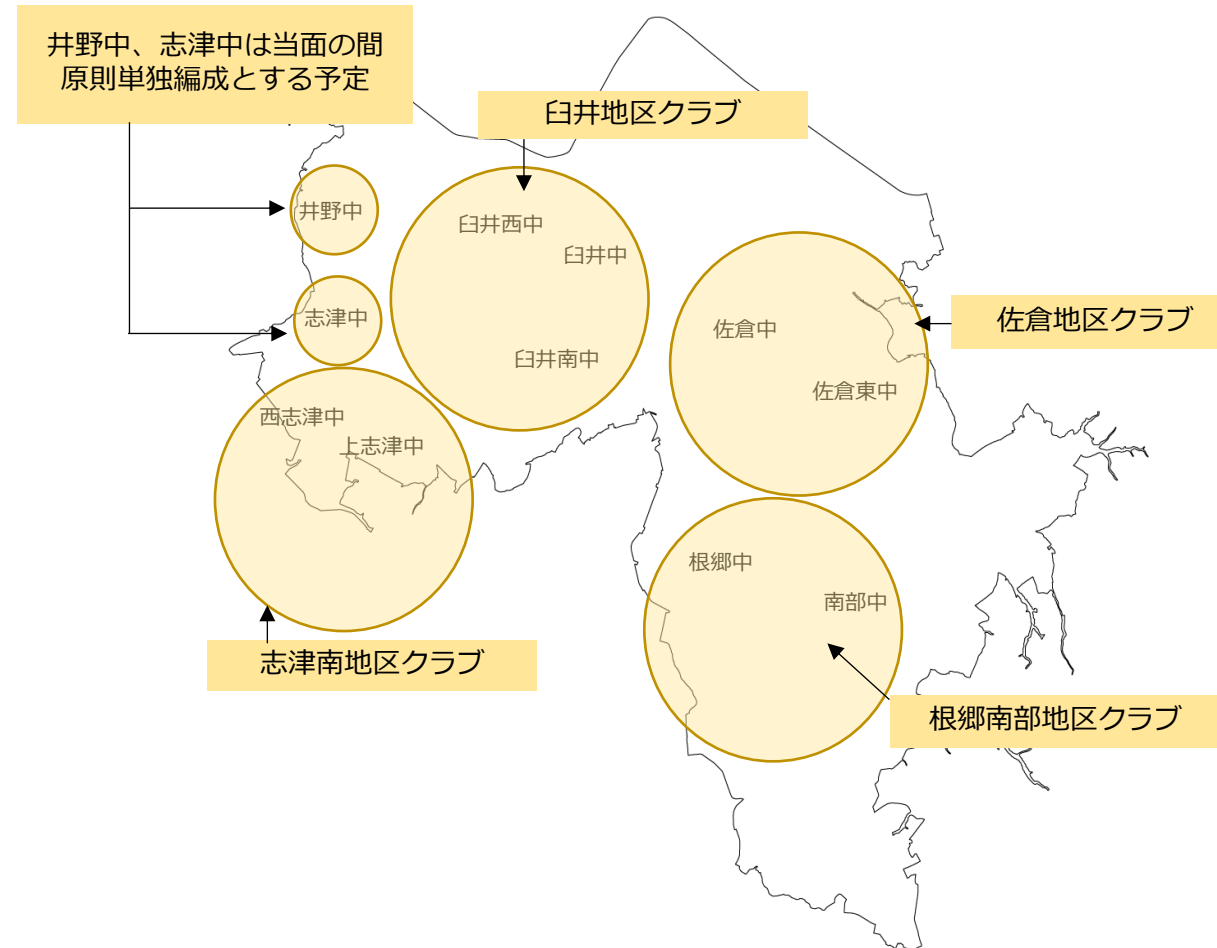 井野中、志津中は当面の間
原則単独編成とする予定
臼井地区クラブ
井野中
臼井西中
臼井中
志津中
臼井南中
佐倉中
佐倉東中
佐倉地区クラブ
西志津中
上志津中
志津南地区クラブ
根郷中
南部中
根郷南部地区クラブ